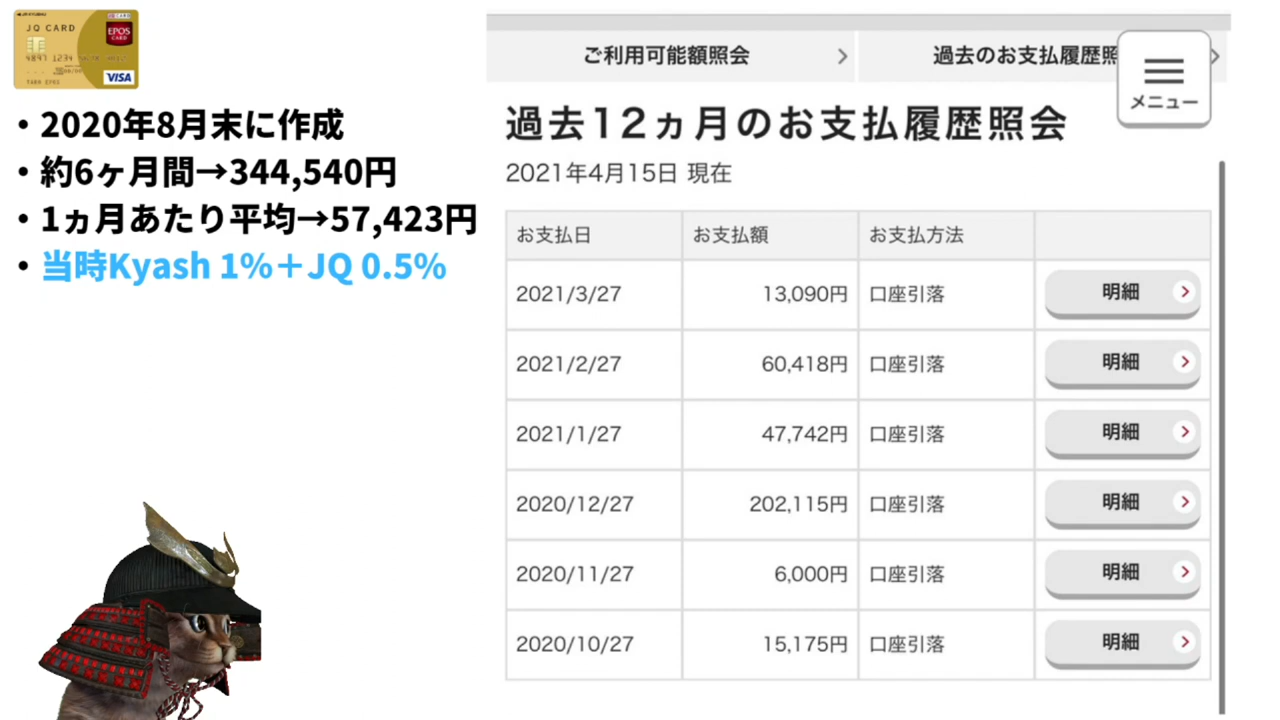 JQ CARD
EPOS
CARD
VISA
・2020年8月末に作成
・約6ヶ月間→344,540円
・1ヵ月あたり平均→57,423円
・当時Kyash 1%＋JQ 0.5%
ご利用可能額照会
過去のお支払履歴照
メニュー
過去12ヵ月のお支払履歴照会
2021年4月15日 現在
お支払日 お支払額 お支払方法
2021/3/27 13,090円 口座引落 明細
2021/2/27 60,418円 口座引落 明細
2021/1/27 47,742円 口座引落 明細
2020/12/27 202,115円 口座引落 明細
2020/11/27 6,000円 口座引落 明細
2020/10/27 15,175円 口座引落 明細